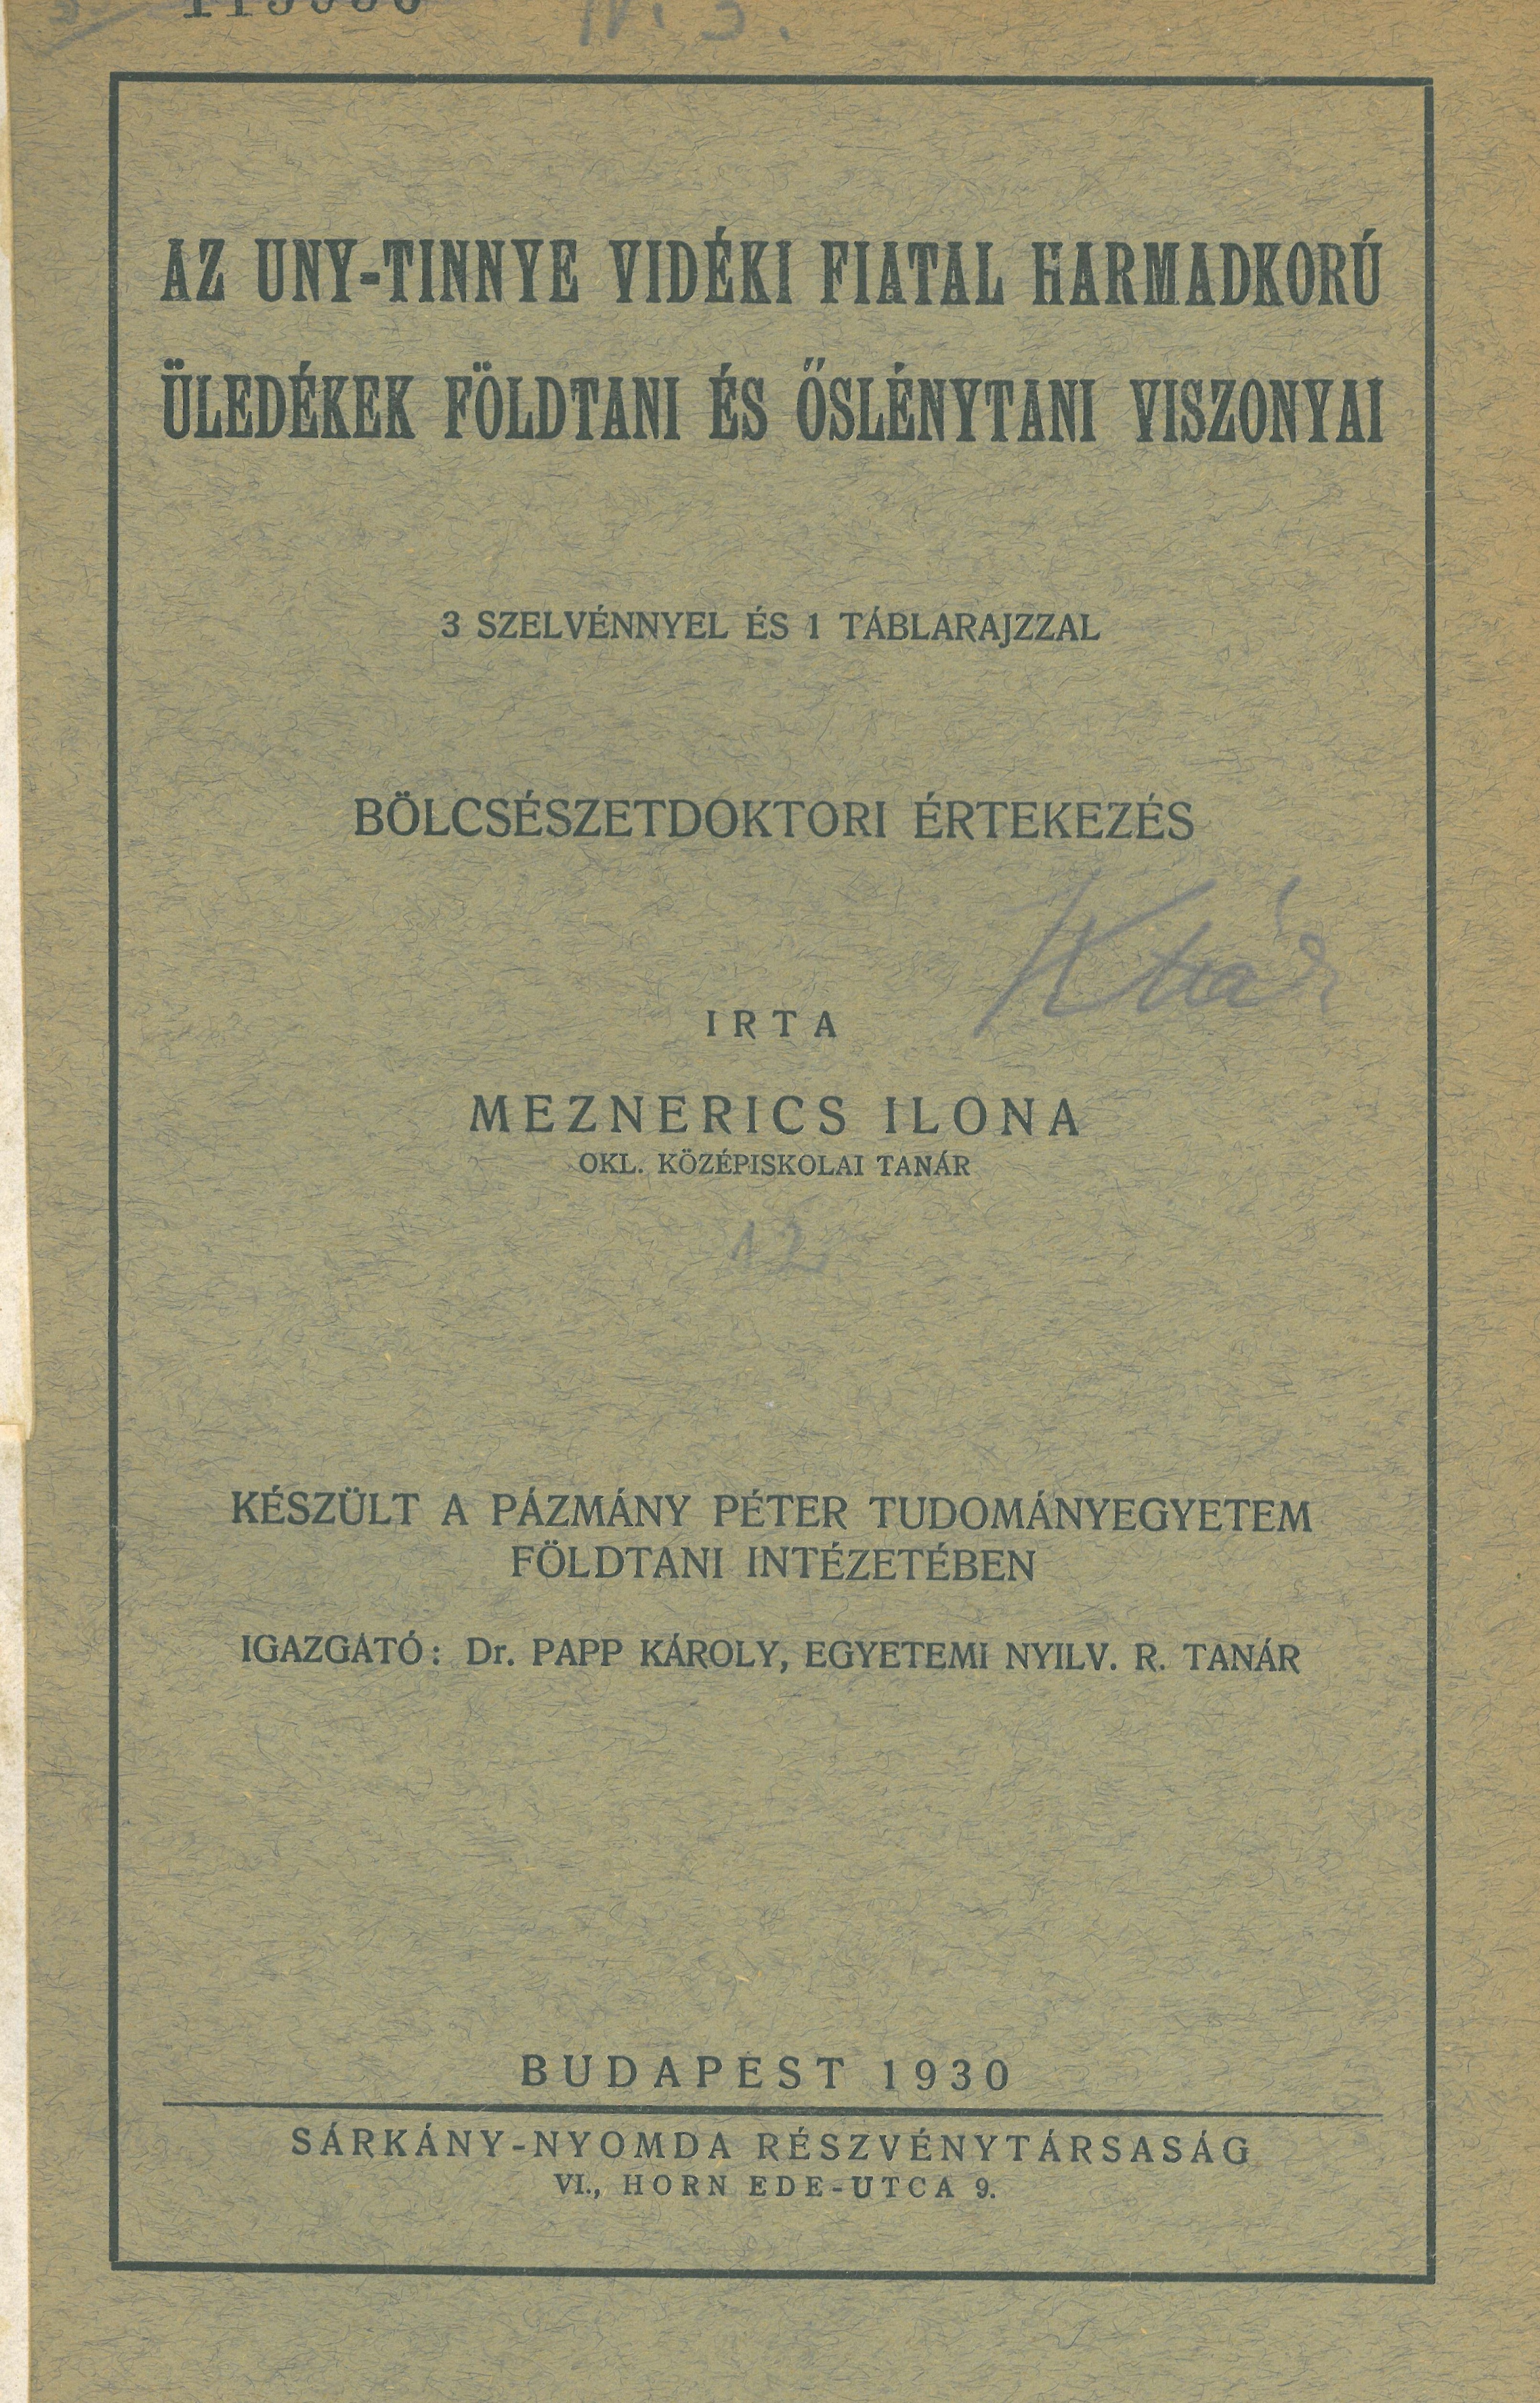 IV. 3.
AZ UNY-TINNYE VIDÉKI FIATAL HARMADKORÚ
ÜLEDÉKEK FÖLDTANI ÉS ŐSLÉNYTANI VISZONYAI
3 SZELVÉNNYEL ÉS 1 TÁBLARAJZZAL
BÖLCSÉSZETDOKTORI ÉRTEKEZÉS
IRTA
MEZNERICS ILONA
OKL. KÖZÉPISKOLAI TANÁR
12
KÉSZÜLT A PÁZMÁNY PÉTER TUDOMÁNYEGYETEM
FÖLDTANI INTÉZETÉBEN
IGAZGATÓ: Dr. PAPP KÁROLY, EGYETEMI NYILV. R. TANÁR
BUDAPEST 1930
SÁRKÁNY-NYOMDA RÉSZVÉNYTÁRSASÁG
VI., HORN EDE-UTCA 9.